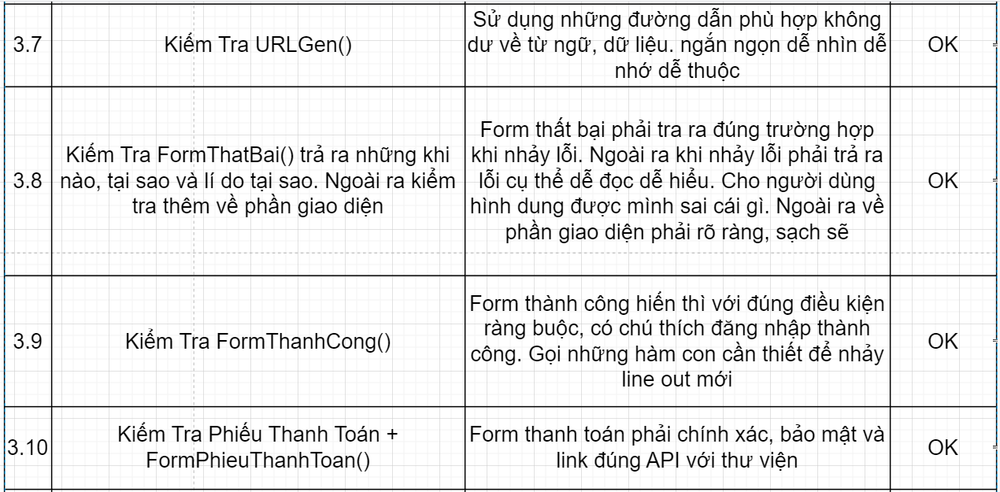 3.7
Kiểm Tra URLGen()
Sử dụng những đường dẫn phù hợp không
dư về từ ngữ, dữ liệu. ngắn ngọn dễ nhìn dễ
nhớ dễ thuộc
OK
3.8
Kiểm Tra FormThatBai() trả ra những khi
nào, tại sao và lí do tại sao. Ngoài ra kiểm
tra thêm về phần giao diện
Form thất bại phải tra ra đúng trường hợp
khi nhảy lỗi. Ngoài ra khi nhảy lỗi phải trả ra
lỗi cụ thể dễ đọc dễ hiểu. Cho người dùng
hình dung được mình sai cái gì. Ngoài ra về
phần giao diện phải rõ ràng, sạch sẽ
OK
3.9
Kiểm Tra FormThanhCong()
Form thành công hiến thì với đúng điều kiện
ràng buộc, có chú thích đăng nhập thành
công. Gọi những hàm con cần thiết để nhảy
line out mới
OK
3.10
Kiểm Tra Phiếu Thanh Toán +
FormPhieuThanhToan()
Form thanh toán phải chính xác, bảo mật và
link đúng API với thư viện
OK